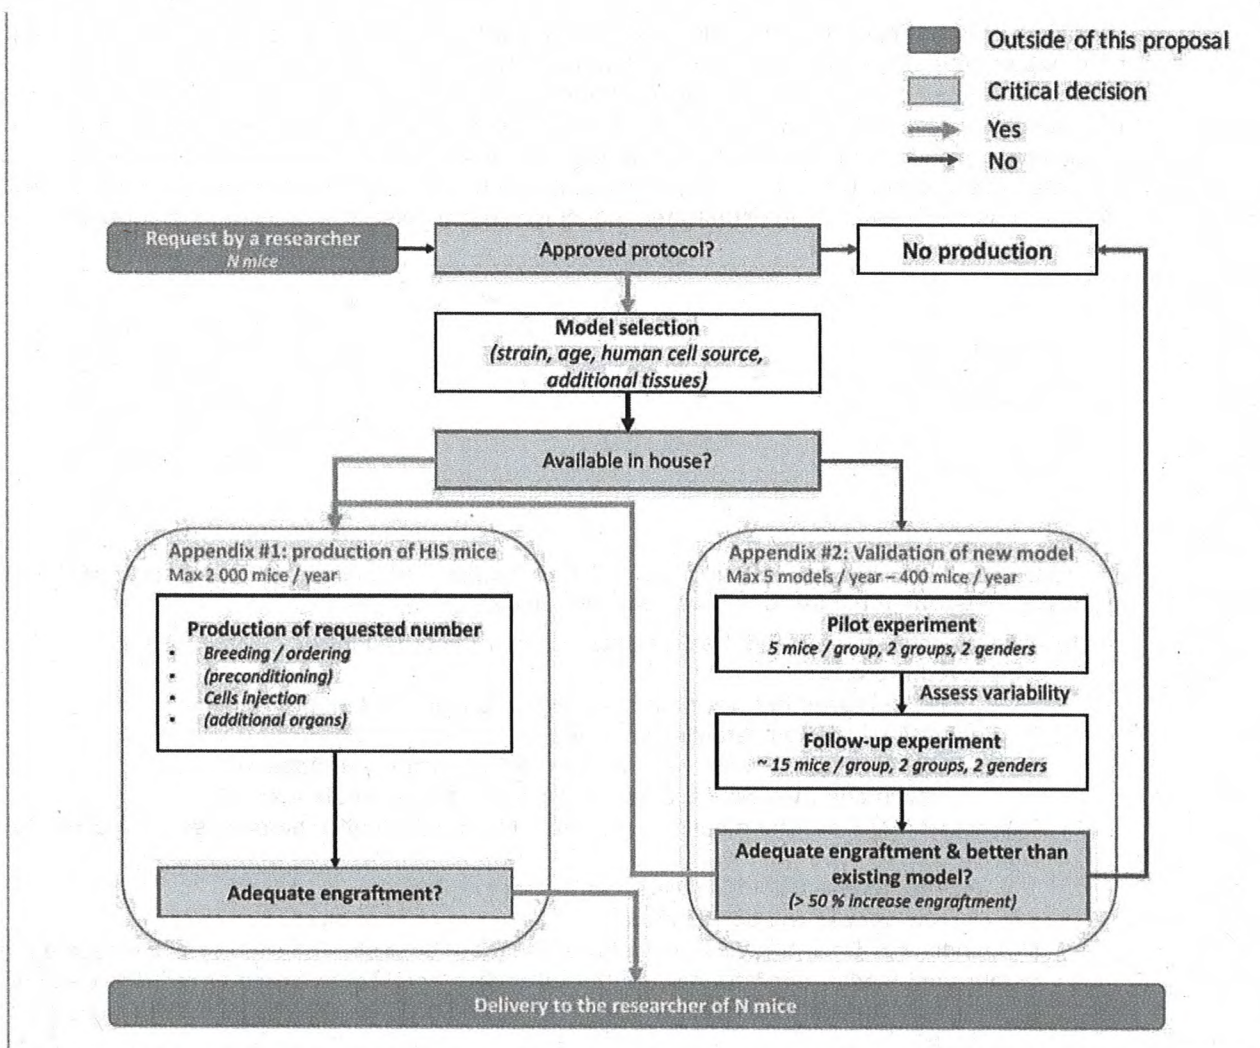 Outside of this proposal
Critical decision
Yes
No
Request by a researcher
N mice
Approved protocol?
No production
Model selection
(strain, age, human cell source,
additional tissues)
Available in house?
Appendix #1: production of HIS mice
Max 2 000 mice / year
Production of requested number
▪ Breeding / ordering
▪ (preconditioning)
▪ Cells injection
▪ (additional organs)
Adequate engraftment?
Appendix #2: Validation of new model
Max 5 models / year – 400 mice / year
Pilot experiment
5 mice / group, 2 groups, 2 genders
Assess variability
Follow-up experiment
~ 15 mice / group, 2 groups, 2 genders
Adequate engraftment & better than
existing model?
(> 50 % increase engraftment)
Delivery to the researcher of N mice